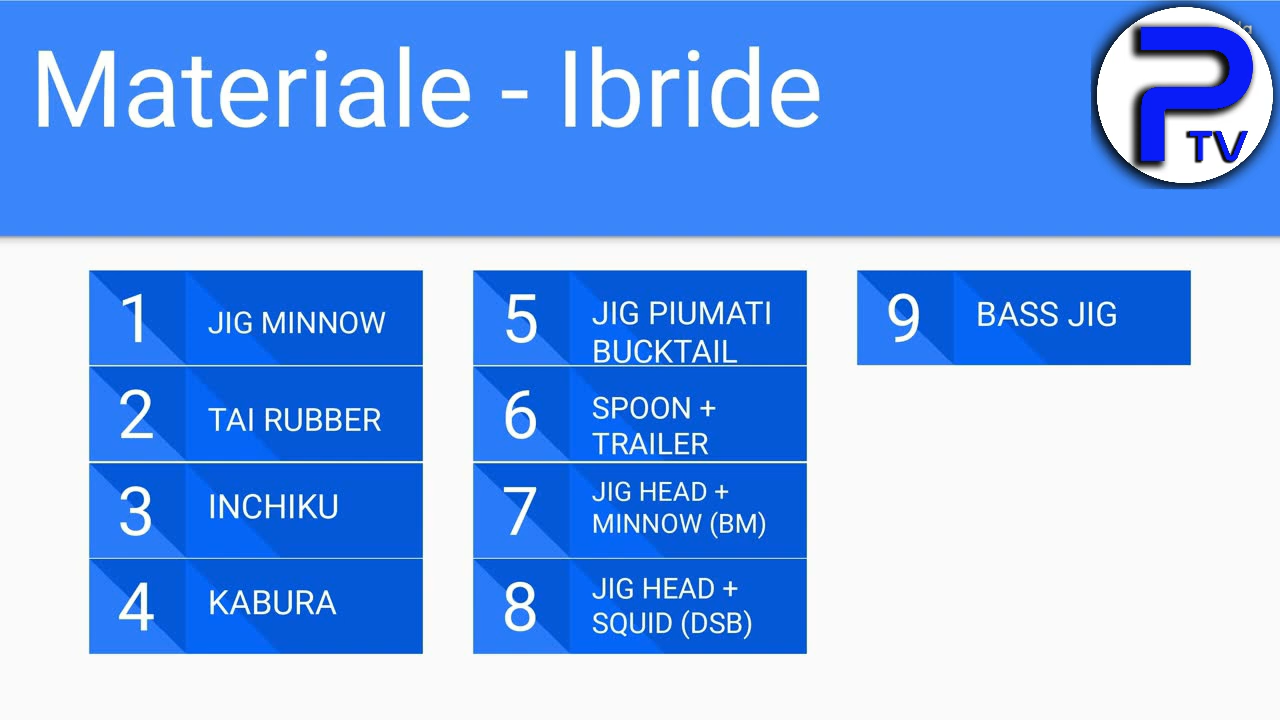 Materiale - Ibride
P
TV
1
JIG MINNOW
2
TAI RUBBER
3
INCHIKU
4
KABURA
5
JIG PIUMATI
BUCKTAIL
6
SPOON +
TRAILER
7
JIG HEAD +
MINNOW (BM)
8
JIG HEAD +
SQUID (DSB)
9
BASS JIG